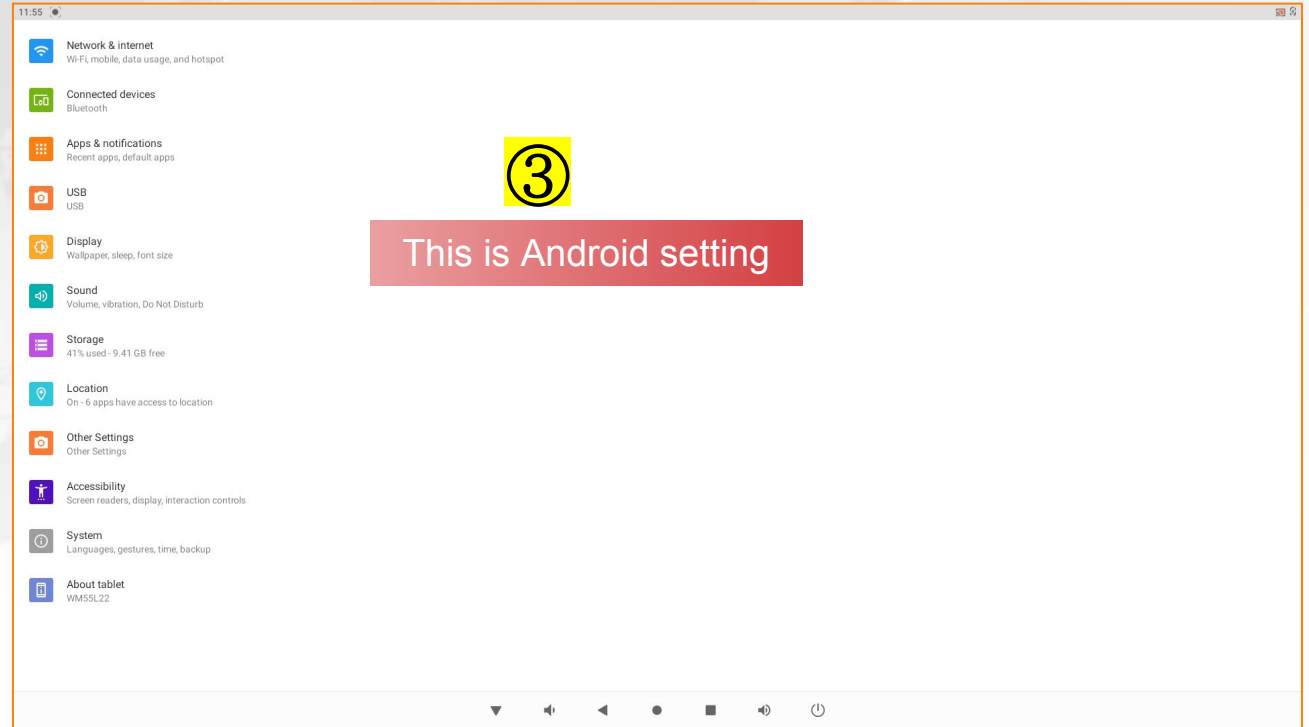 11:55
Network & internet
Wi-Fi, mobile, data usage, and hotspot
Connected devices
Bluetooth
Apps & notifications
Recent apps, default apps
USB
USB
Display
Wallpaper, sleep, font size
Sound
Volume, vibration, Do Not Disturb
Storage
41% used - 9.41 GB free
Location
On - 6 apps have access to location
Other Settings
Other Settings
Accessibility
Screen readers, display, interaction controls
System
Languages, gestures, time, backup
About tablet
WM55L22
③
This is Android setting